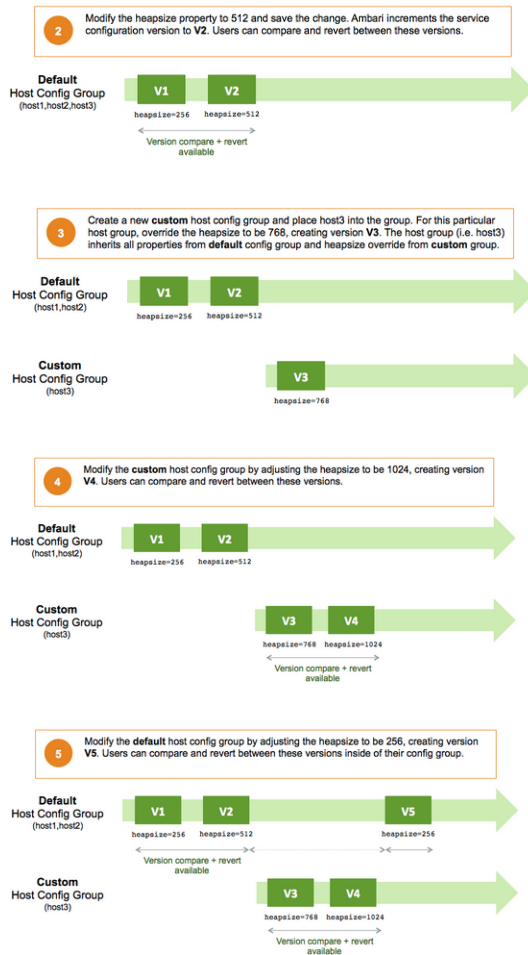 2
Modify the heapsize property to 512 and save the change. Ambari increments the service
configuration version to V2. Users can compare and revert between these versions.
Default
Host Config Group
(host1,host2,host3)
V1
V2
heapsize=256
heapsize=512
Version compare + revert
available
3
Create a new custom host config group and place host3 into the group. For this particular
host group, override the heapsize to be 768, creating version V3. The host group (i.e. host3)
inherits all properties from default config group and heapsize override from custom group.
Default
Host Config Group
(host1,host2)
V1
V2
heapsize=256
heapsize=512
Custom
Host Config Group
(host3)
V3
heapsize=768
4
Modify the custom host config group by adjusting the heapsize to be 1024, creating version
V4. Users can compare and revert between these versions.
Default
Host Config Group
(host1,host2)
V1
V2
heapsize=256
heapsize=512
Custom
Host Config Group
(host3)
V3
V4
heapsize=768
heapsize=1024
Version compare + revert
available
5
Modify the default host config group by adjusting the heapsize to be 256, creating version
V5. Users can compare and revert between these versions inside of their config group.
Default
Host Config Group
(host1,host2)
V1
V2
V5
heapsize=256
heapsize=512
heapsize=256
Version compare + revert
available
Custom
Host Config Group
(host3)
V3
V4
heapsize=768
heapsize=1024
Version compare + revert
available